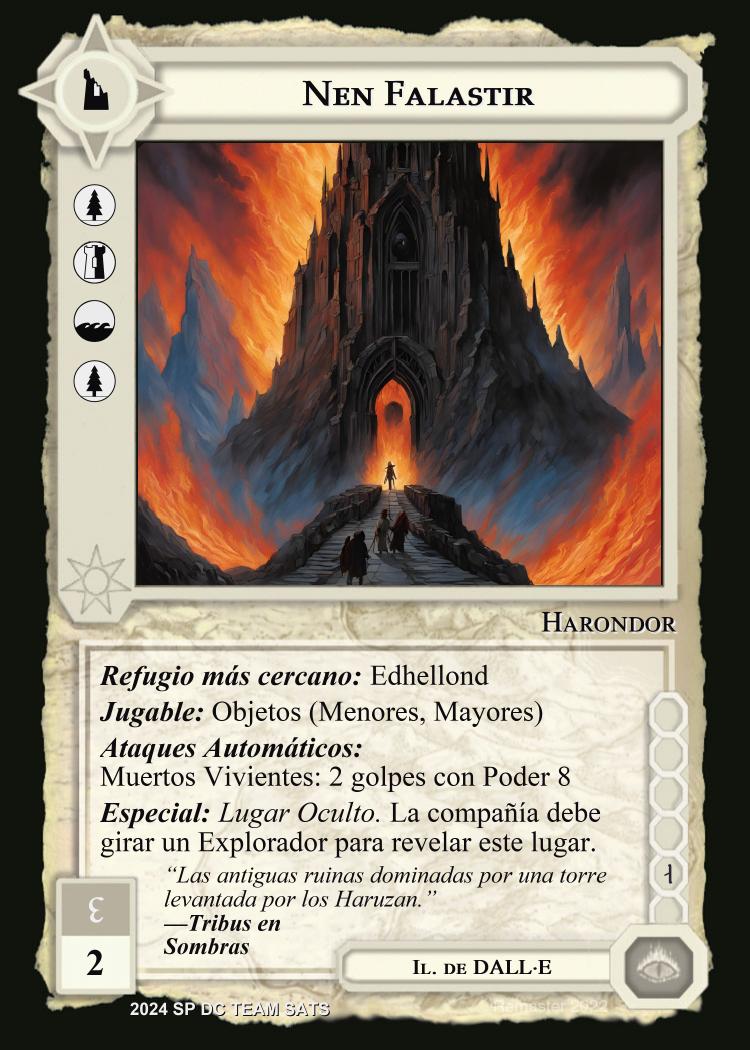 Nen Falastir
Harondor
Refugio más cercano: Edhellond
Jugable: Objetos (Menores, Mayores)
Ataques Automáticos:
Muertos Vivientes: 2 golpes con Poder 8
Especial: Lugar Oculto. La compañía debe
girar un Explorador para revelar este lugar.
“Las antiguas ruinas dominadas por una torre
levantada por los Haruzan.”
—Tribus en
Sombras
2
Il. de DALL·E
2024 SP DC TEAM SATS
Remaster 2022